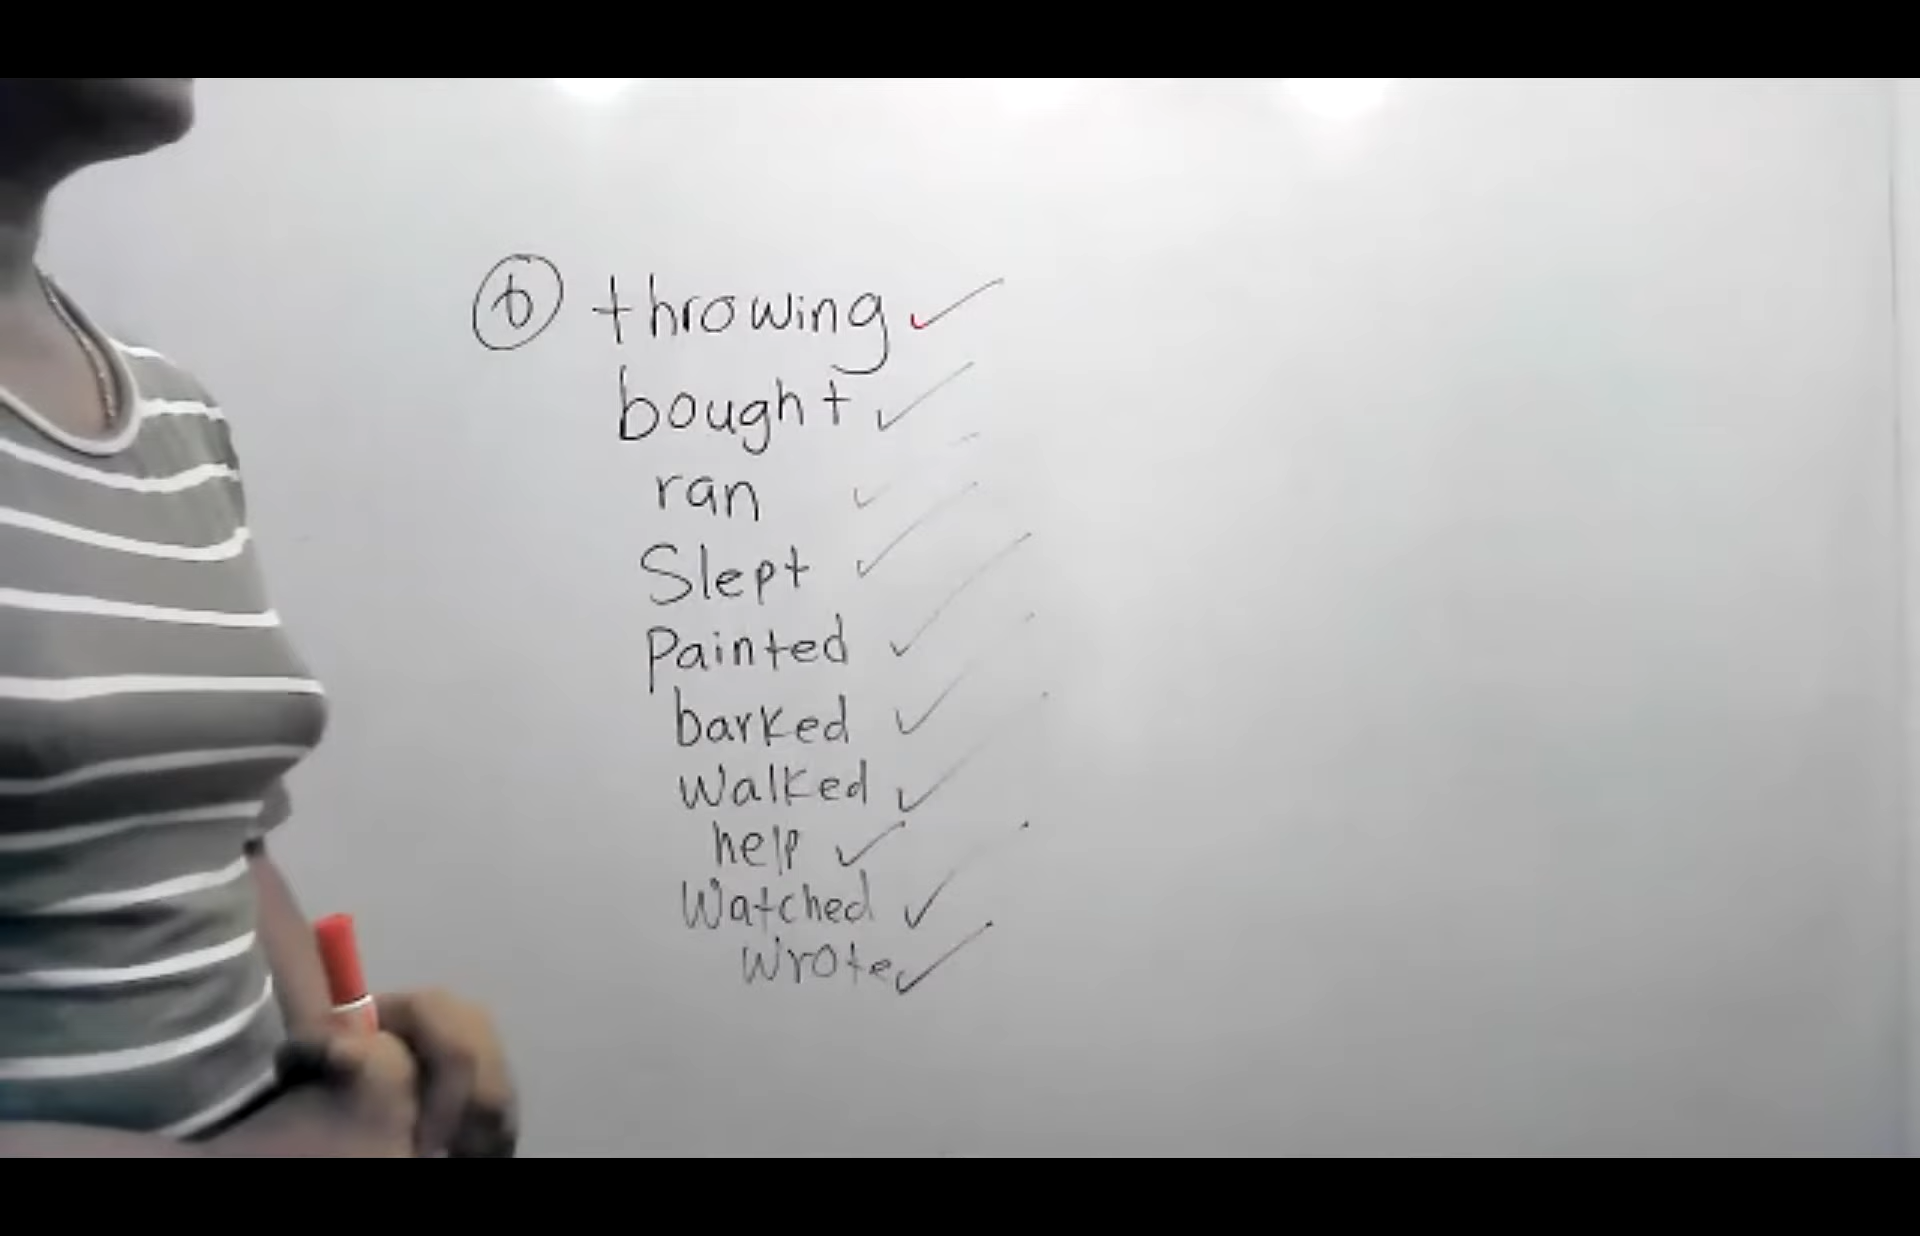 b throwing ✓
bought ✓
ran ✓
Slept ✓
Painted ✓
barked ✓
Walked ✓
help ✓
Watched ✓
Wrote ✓